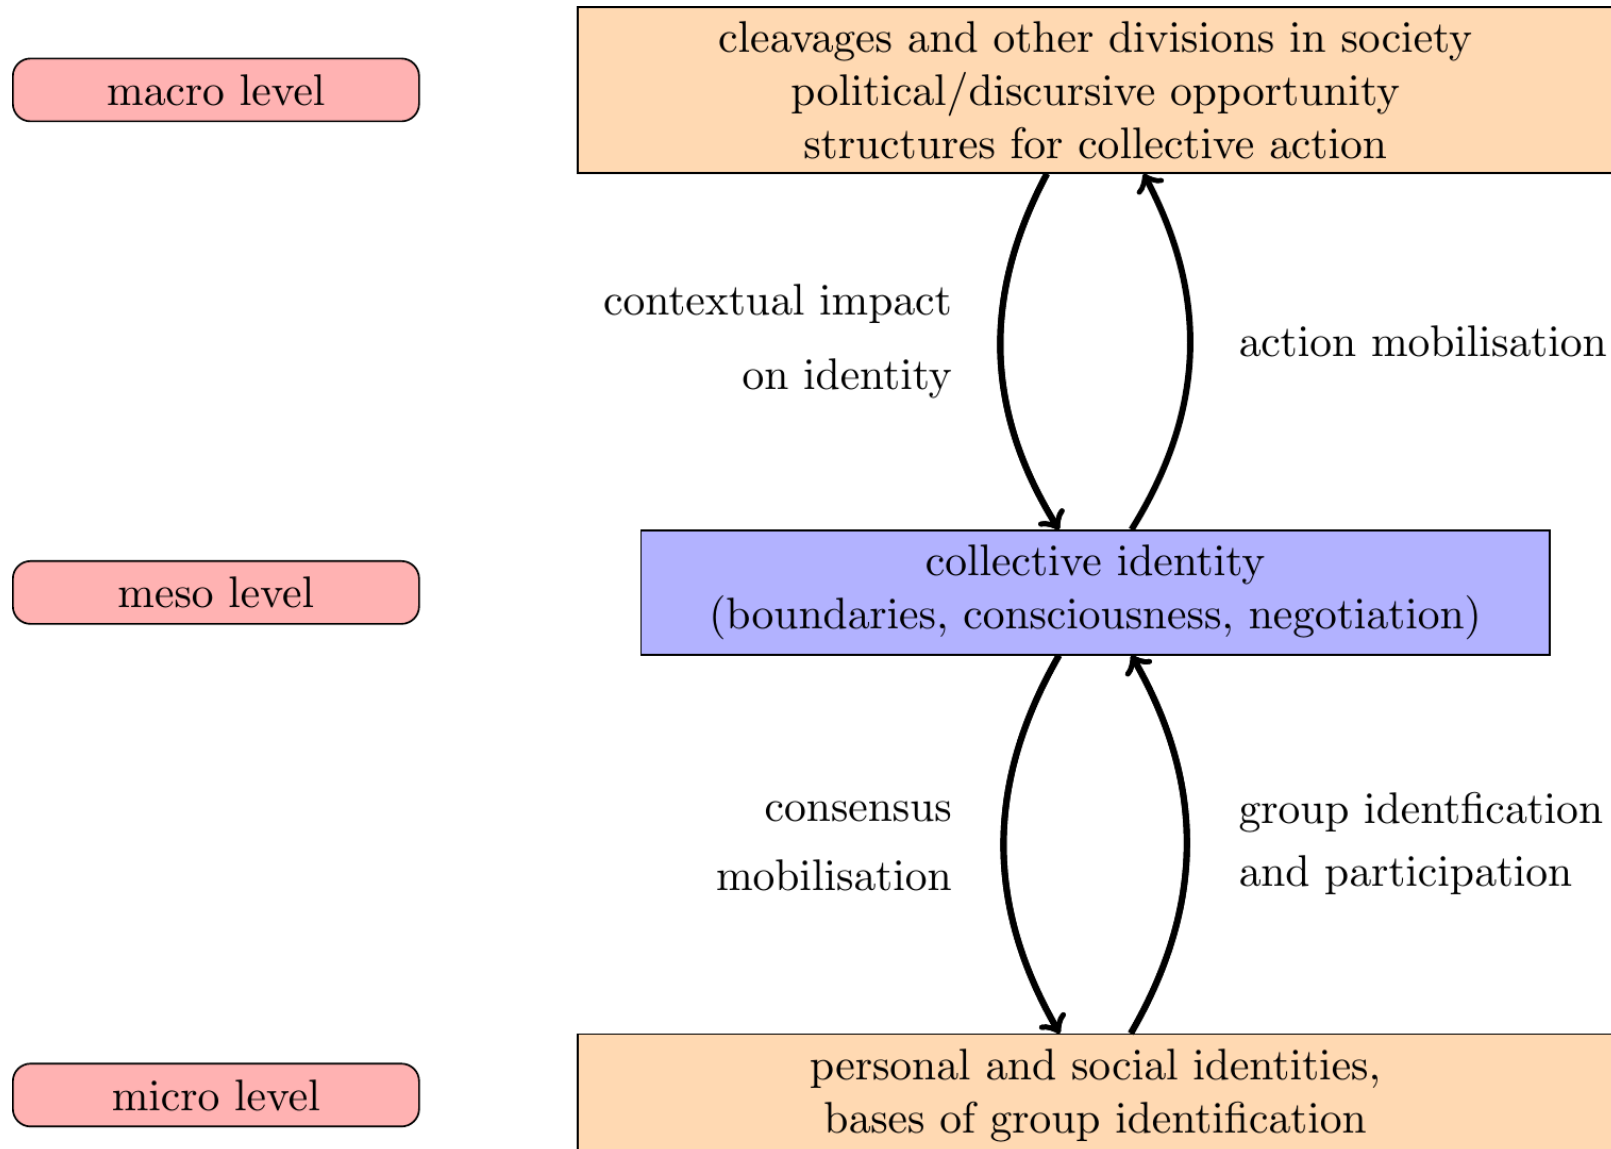 macro level
cleavages and other divisions in society
political/discursive opportunity
structures for collective action
contextual impact
on identity
action mobilisation
meso level
collective identity
(boundaries, consciousness, negotiation)
consensus
mobilisation
group identfication
and participation
micro level
personal and social identities,
bases of group identification